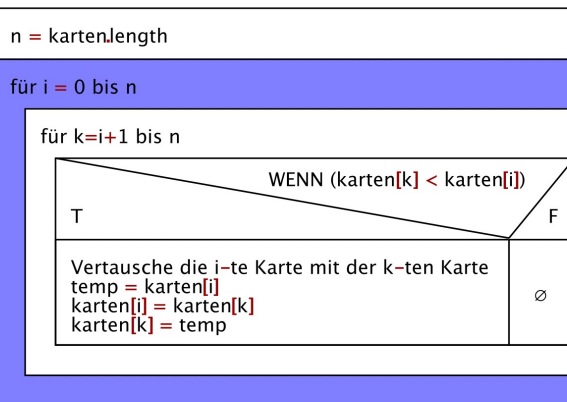 n = karten.length
für i = 0 bis n
für k=i+1 bis n
WENN (karten[k] < karten[i])
T
F
Vertausche die i-te Karte mit der k-ten Karte
temp = karten[i]
karten[i] = karten[k]
karten[k] = temp
∅